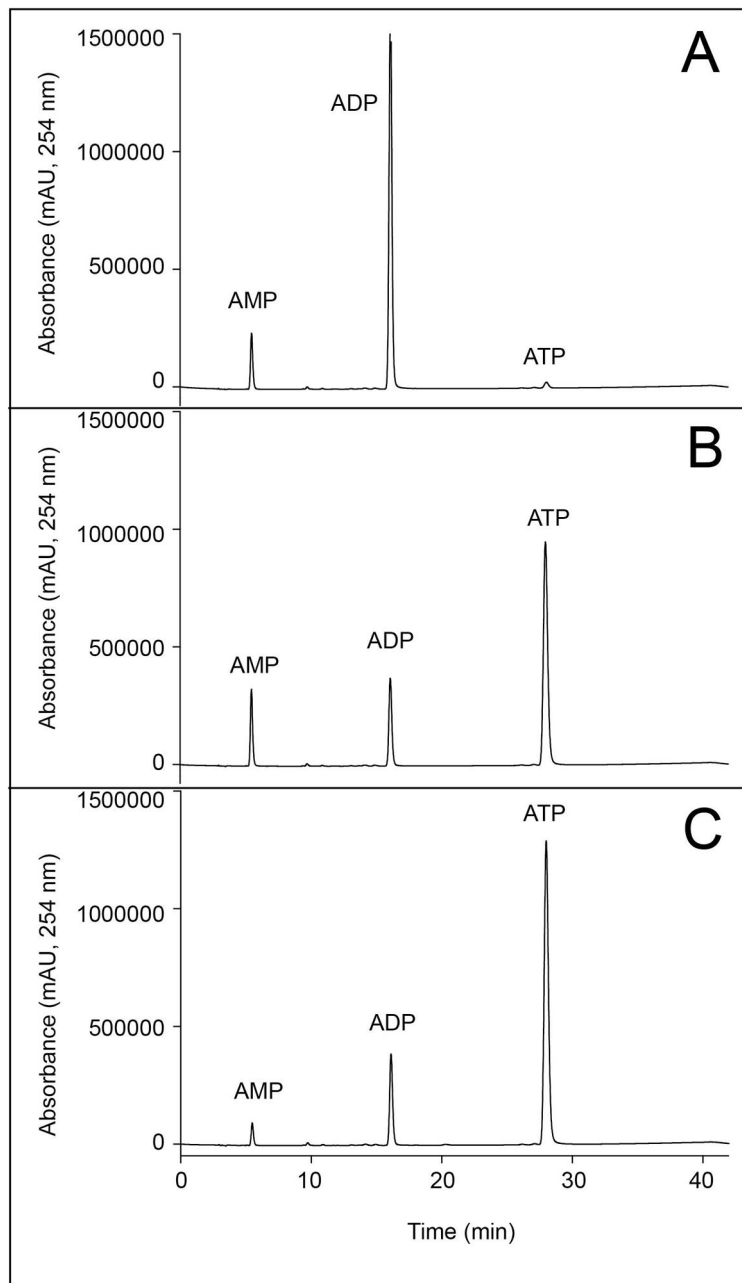 A
1500000
1000000
500000
0
Absorbance (mAU, 254 nm)
AMP
ADP
ATP
B
1500000
1000000
500000
0
Absorbance (mAU, 254 nm)
AMP
ADP
ATP
C
1500000
1000000
500000
0
Absorbance (mAU, 254 nm)
AMP
ADP
ATP
0 10 20 30 40
Time (min)